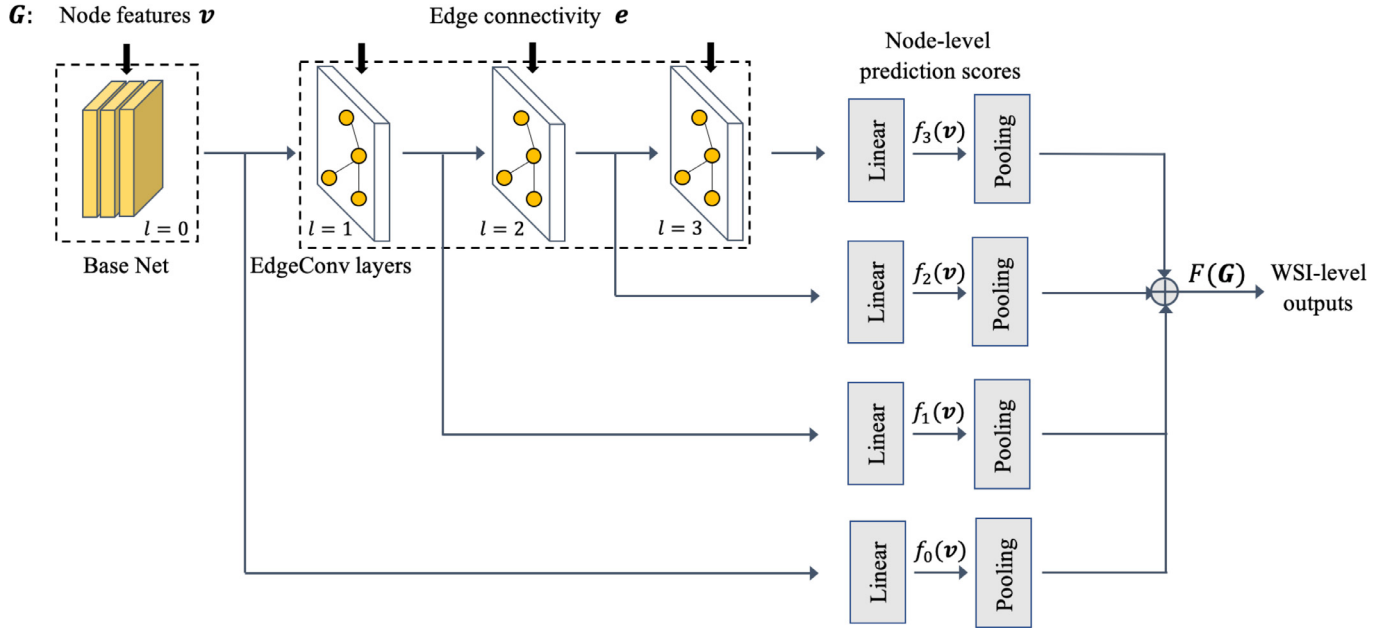 G: Node features v
Edge connectivity e
Node-level
prediction scores
l = 0
l = 1
l = 2
l = 3
Base Net
EdgeConv layers
Linear
f₃(v)
Pooling
Linear
f₂(v)
Pooling
F(G)
WSI-level
outputs
Linear
f₁(v)
Pooling
Linear
f₀(v)
Pooling